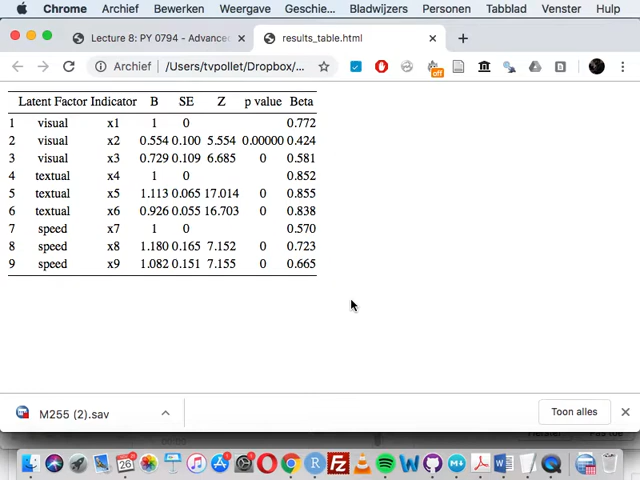 Chrome Archief Bewerken Weergave Geschie... Bladwijzers Personen Tabblad Venster Hulp
Lecture 8: PY 0794 - Advance results_table.html
Archief /Users/tvpollet/Dropbox/... off
Latent Factor Indicator B SE Z p value Beta
1 visual x1 1 0 0.772
2 visual x2 0.554 0.100 5.554 0.00000 0.424
3 visual x3 0.729 0.109 6.685 0 0.581
4 textual x4 1 0 0.852
5 textual x5 1.113 0.065 17.014 0 0.855
6 textual x6 0.926 0.055 16.703 0 0.838
7 speed x7 1 0 0.570
8 speed x8 1.180 0.165 7.152 0 0.723
9 speed x9 1.082 0.151 7.155 0 0.665
M255 (2).sav Toon alles